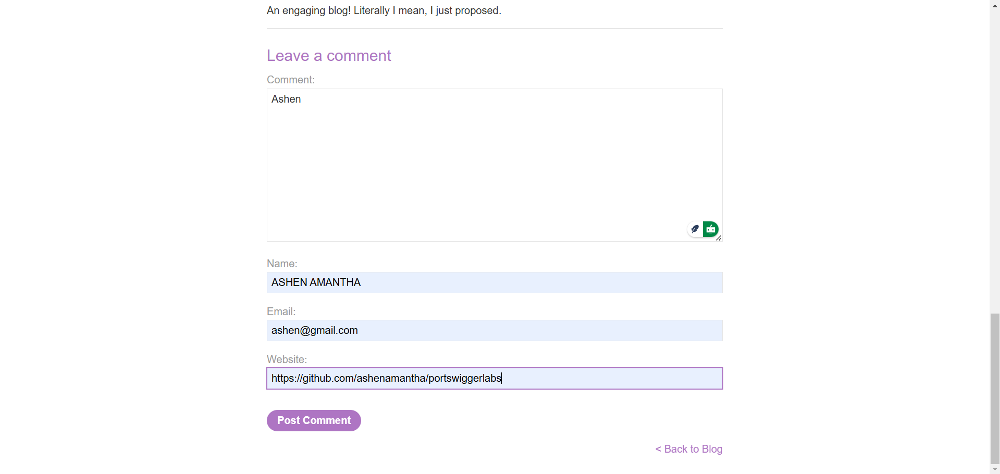 An engaging blog! Literally I mean, I just proposed.
Leave a comment
Comment:
Ashen
Name:
ASHEN AMANTHA
Email:
ashen@gmail.com
Website:
https://github.com/ashenamantha/portswiggerlabs
Post Comment
< Back to Blog